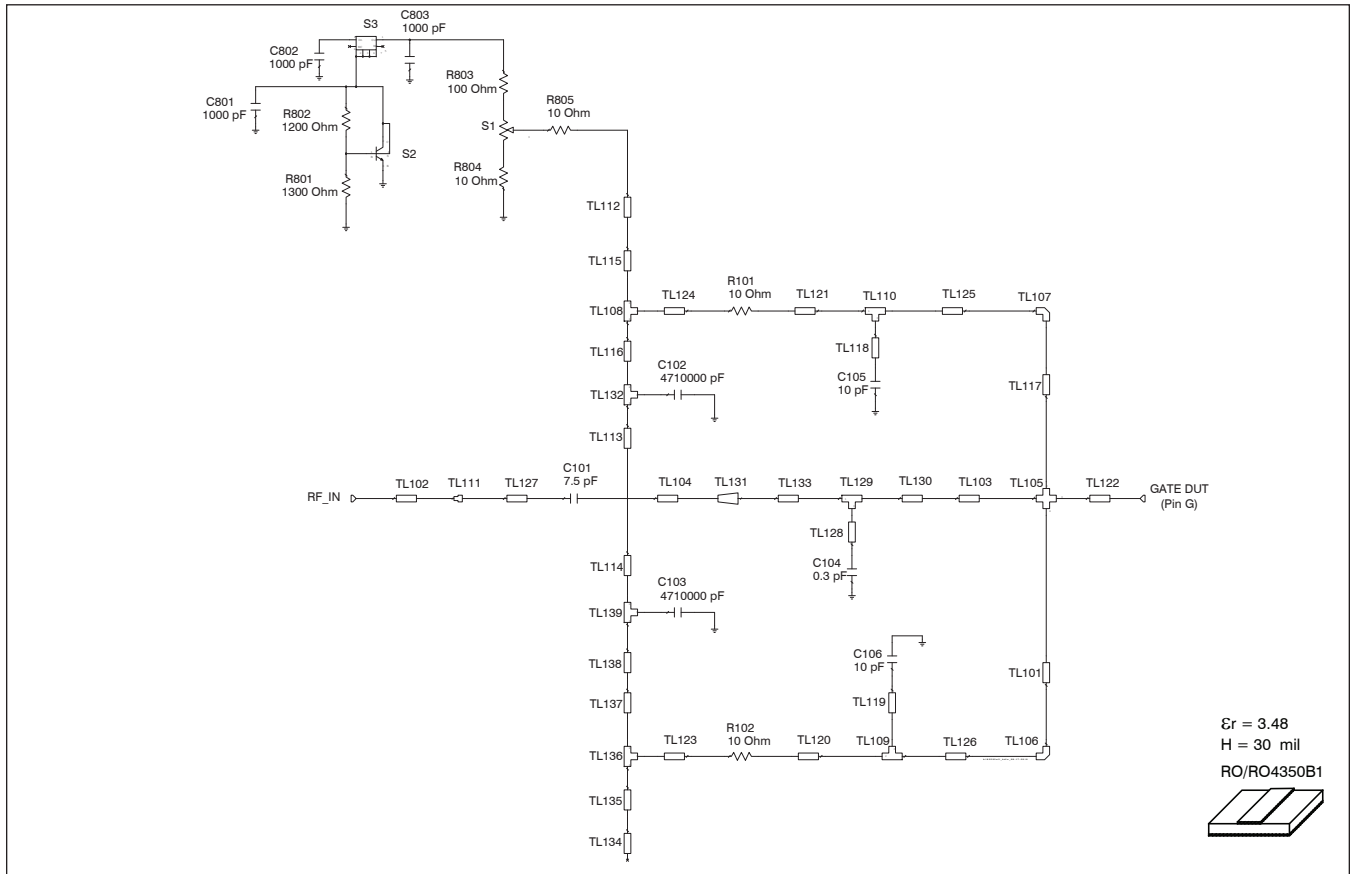 C803
1000 pF
S3
C802
1000 pF
R803
100 Ohm
C801
1000 pF
R802
1200 Ohm
R805
10 Ohm
S1
S2
R804
10 Ohm
R801
1300 Ohm
TL112
TL115
TL124
R101
10 Ohm
TL121
TL110
TL125
TL107
TL108
TL116
TL118
C102
4710000 pF
C105
10 pF
TL117
TL132
TL113
RF_IN
TL102
TL111
TL127
C101
7.5 pF
TL104
TL131
TL133
TL129
TL130
TL103
TL105
TL122
GATE DUT
(Pin G)
TL128
TL114
C103
4710000 pF
C104
0.3 pF
TL139
C106
10 pF
TL138
TL101
TL137
TL119
TL123
R102
10 Ohm
TL120
TL109
TL126
TL106
TL136
TL135
TL134
Ɛr = 3.48
H = 30 mil
RO/RO4350B1